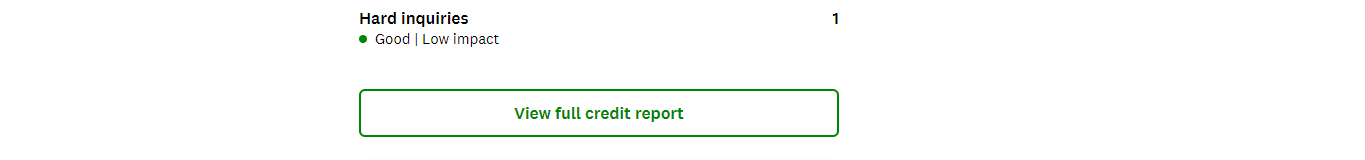 Hard inquiries 1
Good | Low impact
View full credit report